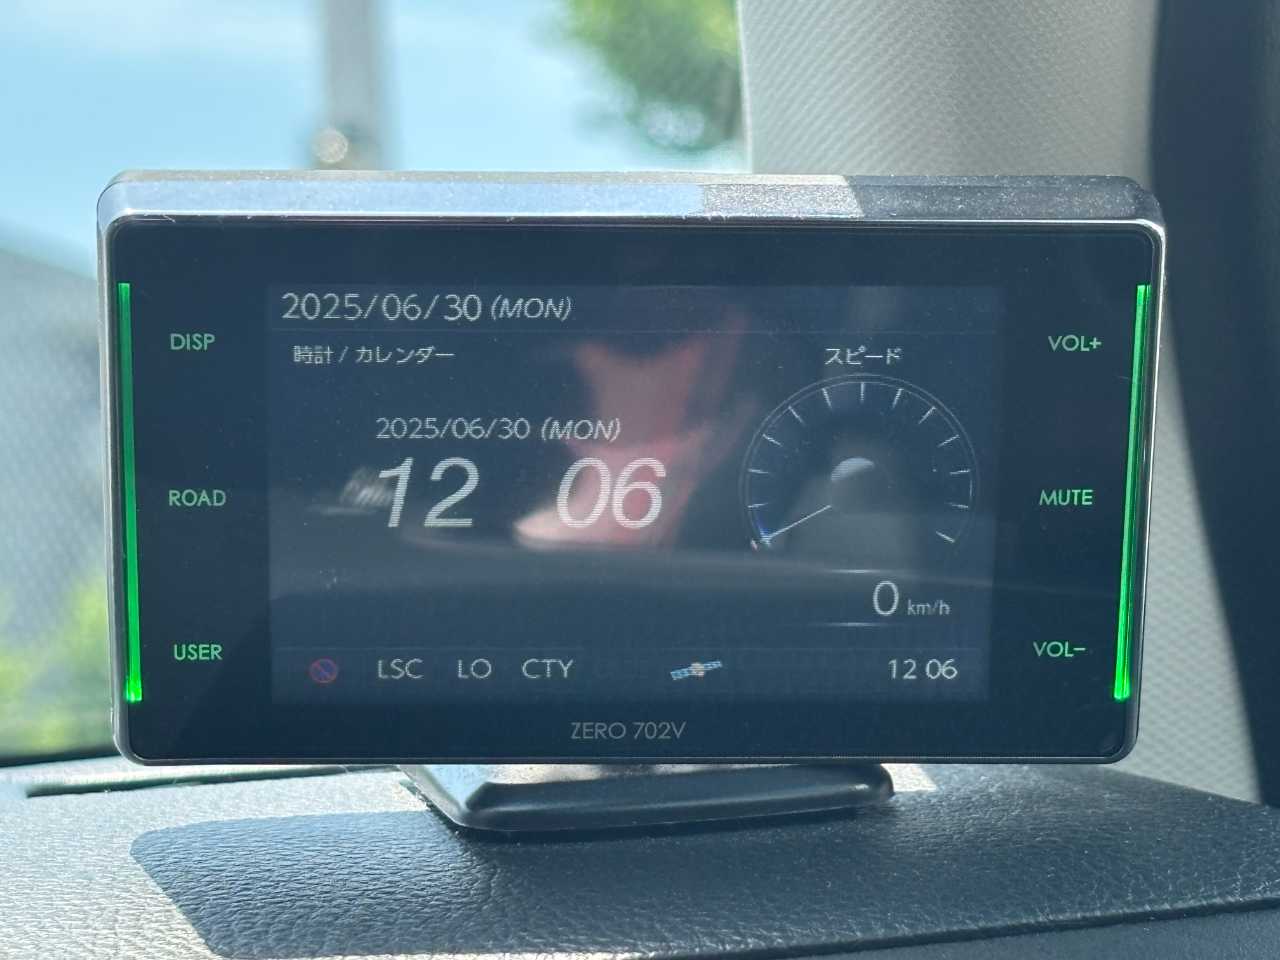 2025/06/30 (MON)
時計 / カレンダー
スピード
DISP
VOL+
2025/06/30 (MON)
12 06
ROAD
MUTE
0 km/h
USER
VOL−
LSC LO CTY
12 06
ZERO 702V